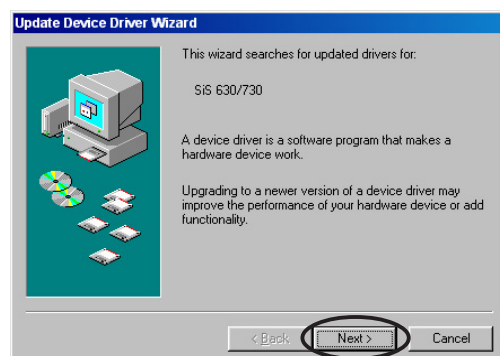 Update Device Driver Wizard
This wizard searches for updated drivers for:
SiS 630/730
A device driver is a software program that makes a
hardware device work.
Upgrading to a newer version of a device driver may
improve the performance of your hardware device or add
functionality.
< Back Next > Cancel